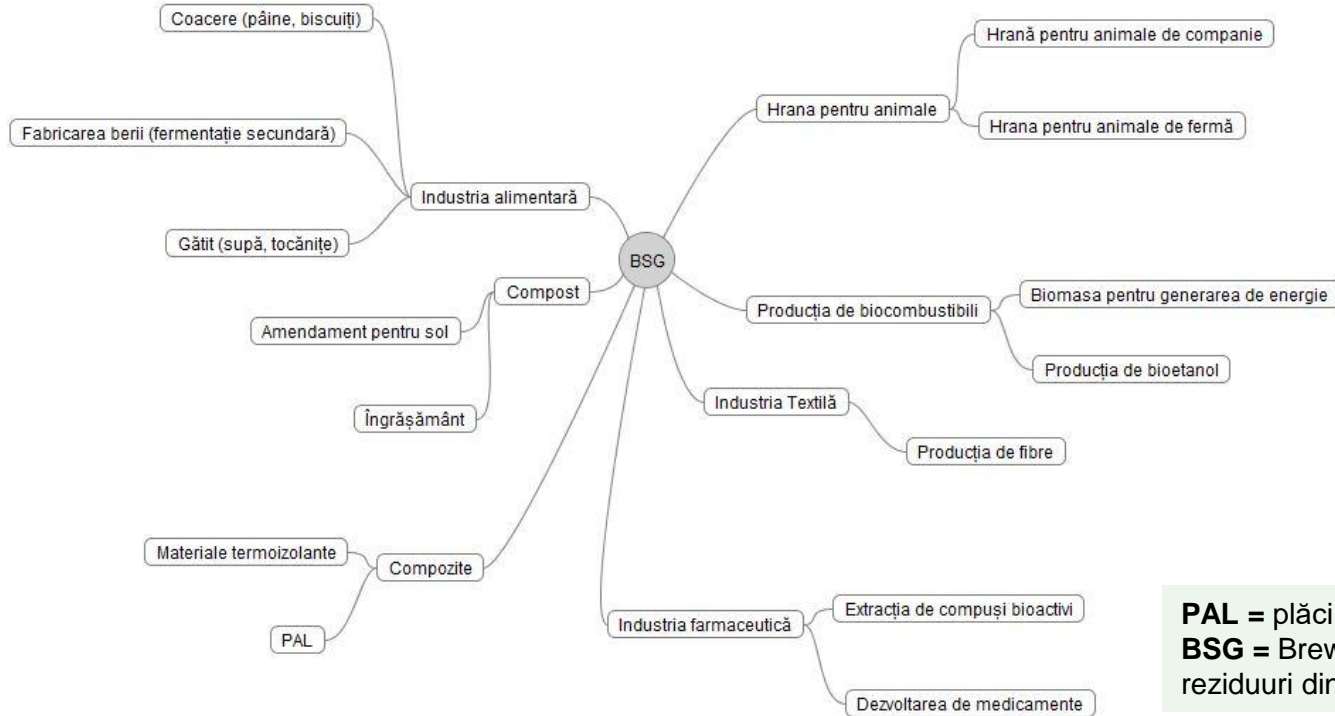 Coacere (pâine, biscuiți)
Fabricarea berii (fermentație secundară)
Industria alimentară
Gătit (supă, tocănițe)
Compost
Amendament pentru sol
Îngrășământ
Materiale termoizolante
Compozite
PAL
BSG
Hrană pentru animale de companie
Hrana pentru animale
Hrana pentru animale de fermă
Producția de biocombustibili
Biomasa pentru generarea de energie
Producția de bioetanol
Industria Textilă
Producția de fibre
Industria farmaceutică
Extracția de compuși bioactivi
Dezvoltarea de medicamente
PAL = plăci
BSG = Brew
reziduuri din